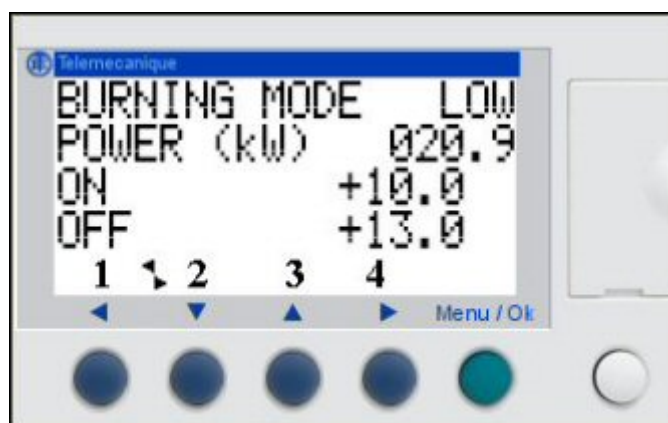 Telemecanique
BURNING MODE LOW
POWER (kW) 020.9
ON +10.0
OFF +13.0
1 2 3 4
Menu / Ok